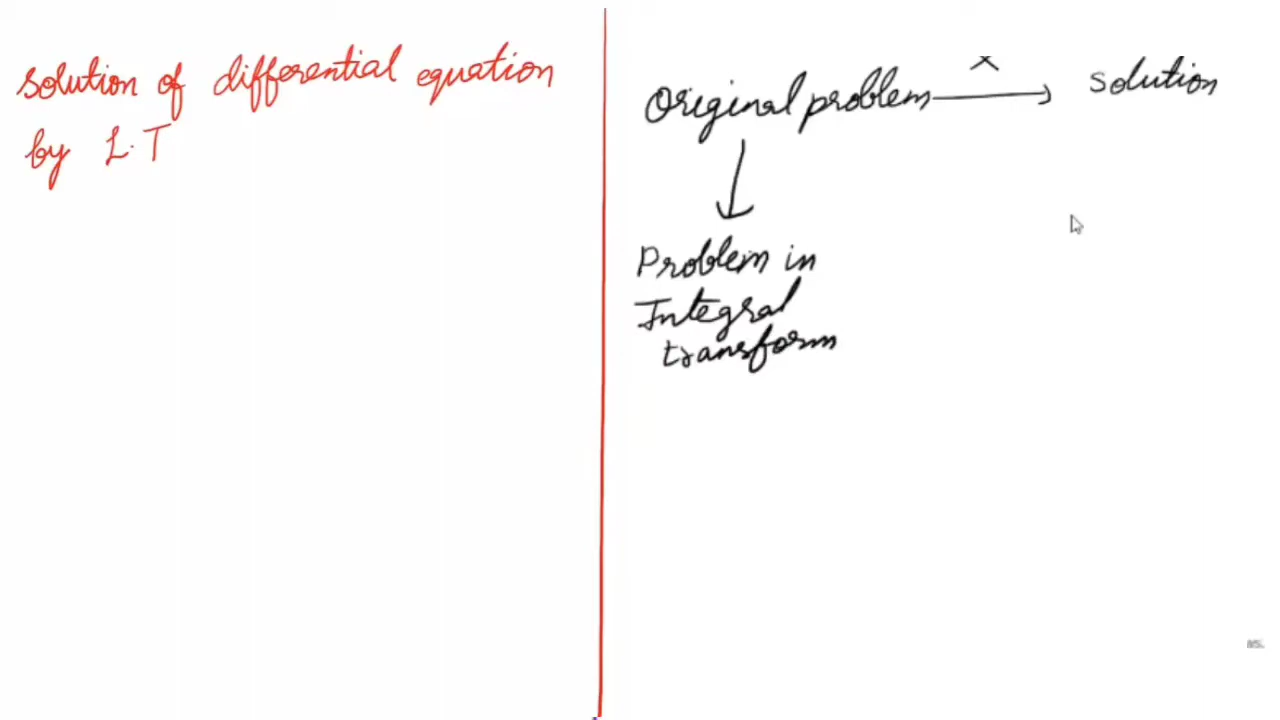 solution of differential equation
by L.T
Original problem → x solution
↓
Problem in
Integral
transform